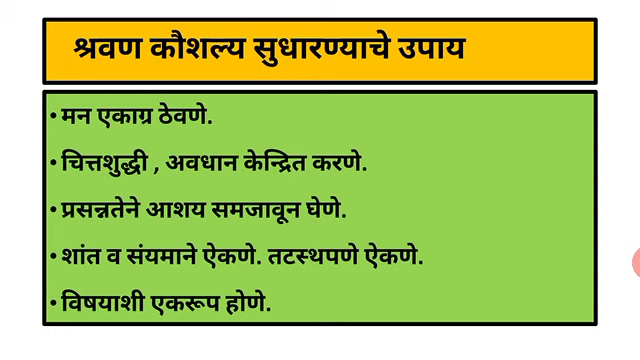 श्रवण कौशल्य सुधारण्याचे उपाय
• मन एकाग्र ठेवणे.
• चित्तशुद्धी , अवधान केन्द्रित करणे.
• प्रसन्नतेने आशय समजावून घेणे.
• शांत व संयमाने ऐकणे. तटस्थपणे ऐकणे.
• विषयाशी एकरूप होणे.